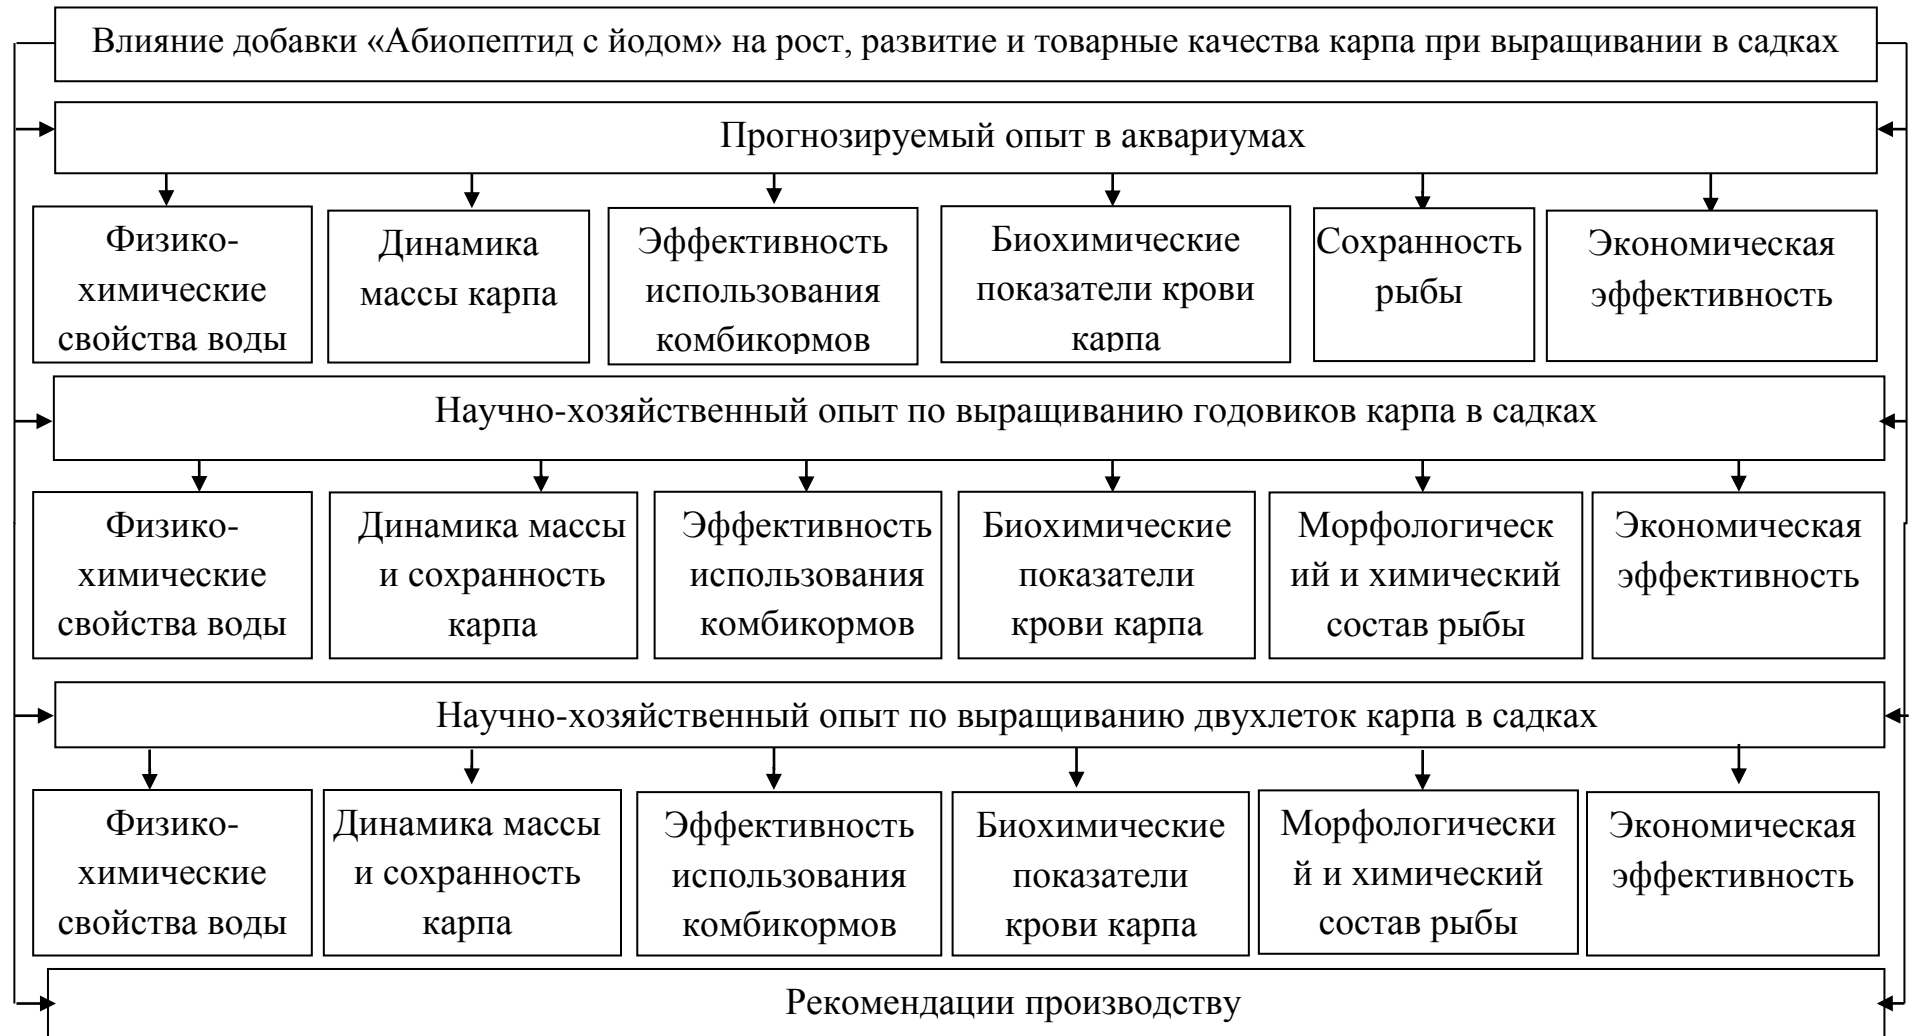 Влияние добавки «Абиопептид с йодом» на рост, развитие и товарные качества карпа при выращивании в садках
Прогнозируемый опыт в аквариумах
Физико-
химические
свойства воды
Динамика
массы карпа
Эффективность
использования
комбикормов
Биохимические
показатели крови
карпа
Сохранность
рыбы
Экономическая
эффективность
Научно-хозяйственный опыт по выращиванию годовиков карпа в садках
Физико-
химические
свойства воды
Динамика массы
и сохранность
карпа
Эффективность
использования
комбикормов
Биохимические
показатели
крови карпа
Морфологическ
ий и химический
состав рыбы
Экономическая
эффективность
Научно-хозяйственный опыт по выращиванию двухлеток карпа в садках
Физико-
химические
свойства воды
Динамика массы
и сохранность
карпа
Эффективность
использования
комбикормов
Биохимические
показатели
крови карпа
Морфологически
й и химический
состав рыбы
Экономическая
эффективность
Рекомендации производству